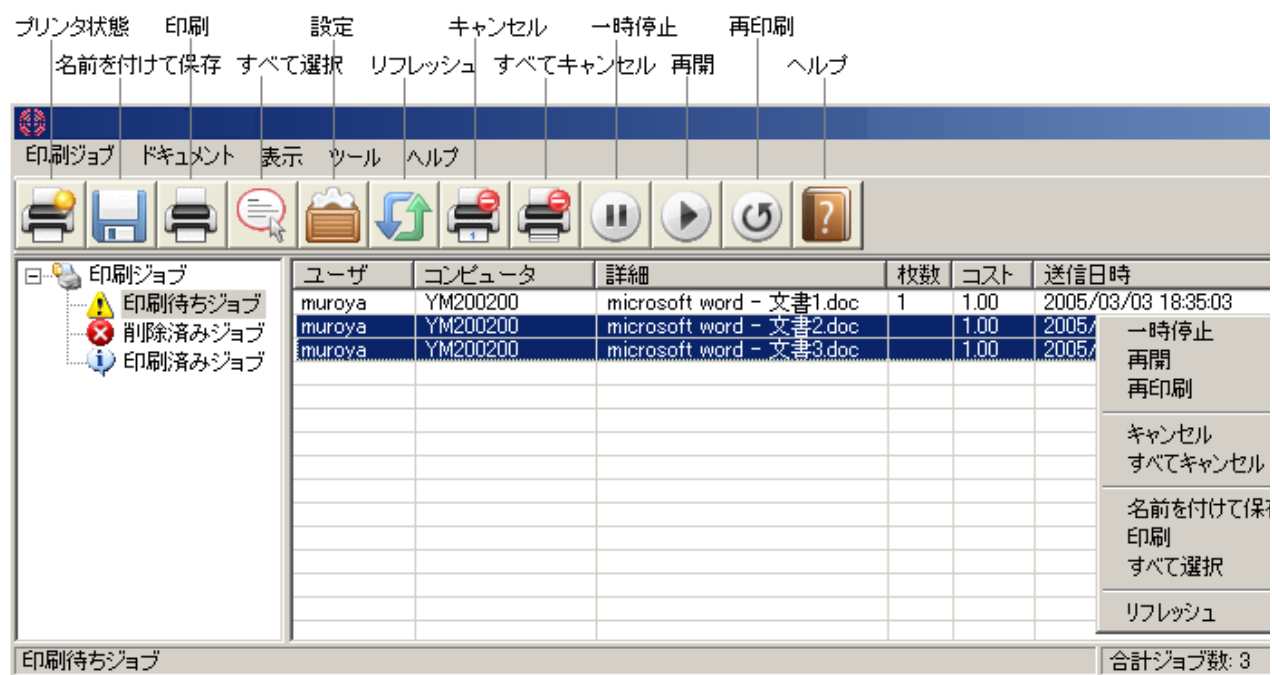 プリンタ状態 印刷 設定 キャンセル 一時停止 再印刷
名前を付けて保存 すべて選択 リフレッシュ すべてキャンセル 再開 ヘルプ
印刷ジョブ ドキュメント 表示 ツール ヘルプ
1
?
印刷ジョブ
印刷待ちジョブ
削除済みジョブ
印刷済みジョブ
ユーザ コンピュータ 詳細 枚数 コスト 送信日時
muroya YM200200 microsoft word - 文書1.doc 1 1.00 2005/03/03 18:35:03
muroya YM200200 microsoft word - 文書2.doc 1.00 2005/
muroya YM200200 microsoft word - 文書3.doc 1.00 2005/
一時停止
再開
再印刷
キャンセル
すべてキャンセル
名前を付けて保
印刷
すべて選択
リフレッシュ
印刷待ちジョブ 合計ジョブ数: 3